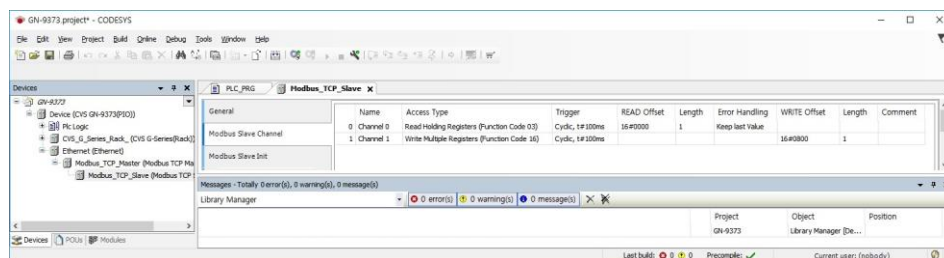 GN-9373.project* - CODESYS
File Edit View Project Build Online Debug Tools Window Help
Devices
GN-9373
Device (CVS GN-9373(PIO))
Plc Logic
CVS_G_Series_Rack_ (CVS G-Series(Rack))
Ethernet (Ethernet)
Modbus_TCP_Master (Modbus TCP Ma
Modbus_TCP_Slave (Modbus TCP
Devices POUs Modules
PLC_PRG Modbus_TCP_Slave
General
Modbus Slave Channel
Modbus Slave Init
Name Access Type Trigger READ Offset Length Error Handling WRITE Offset Length Comment
0 Channel 0 Read Holding Registers (Function Code 03) Cyclic, t#100ms 16#0000 1 Keep last Value
1 Channel 1 Write Multiple Registers (Function Code 16) Cyclic, t#100ms 16#0800 1
Messages - Totally 0 error(s), 0 warning(s), 0 message(s)
Library Manager 0 error(s) 0 warning(s) 0 message(s)
Project Object Position
GN-9373 Library Manager [De...
Last build: 0 0 Precompile: Current user: (nobody)